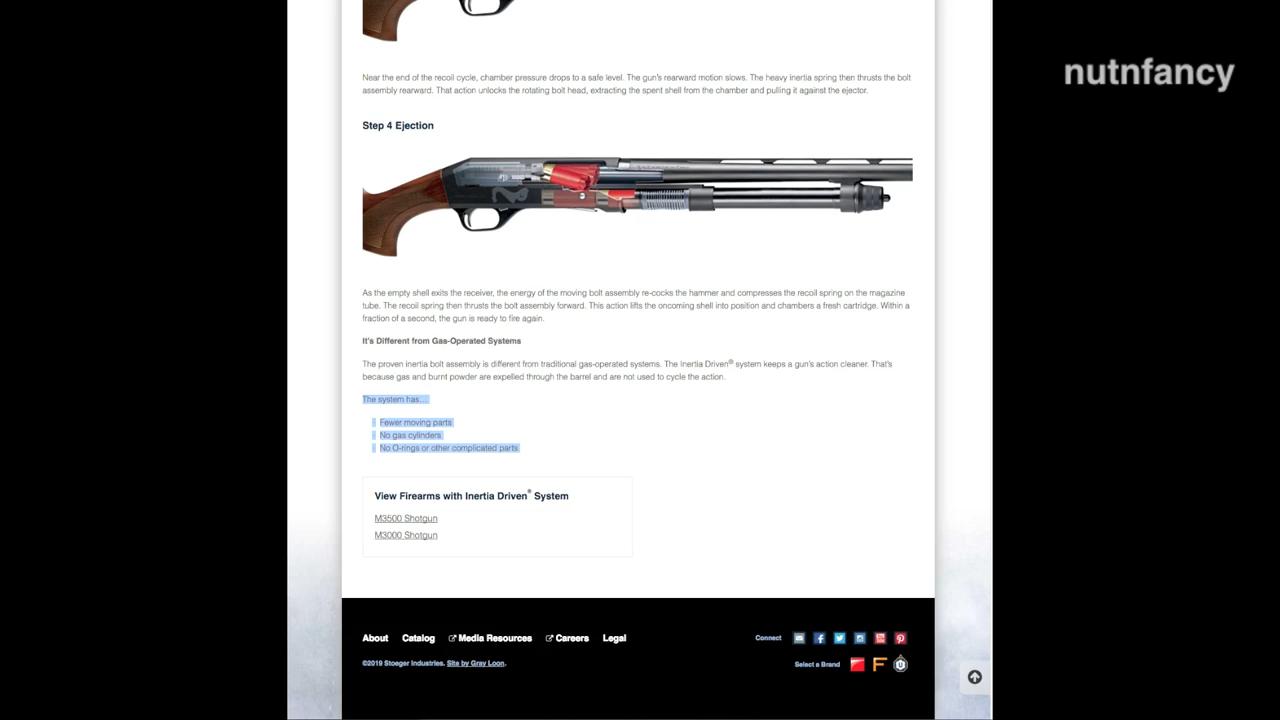 nutnfancy
Near the end of the recoil cycle, chamber pressure drops to a safe level. The gun's rearward motion slows. The heavy inertia spring then thrusts the bolt
assembly rearward. That action unlocks the rotating bolt head, extracting the spent shell from the chamber and pulling it against the ejector.
Step 4 Ejection
As the empty shell exits the receiver, the energy of the moving bolt assembly re-cocks the hammer and compresses the recoil spring on the magazine
tube. The recoil spring then thrusts the bolt assembly forward. This action lifts the oncoming shell into position and chambers a fresh cartridge. Within a
fraction of a second, the gun is ready to fire again.
It's Different from Gas-Operated Systems
The proven inertia bolt assembly is different from traditional gas-operated systems. The Inertia Driven® system keeps a gun's action cleaner. That's
because gas and burnt powder are expelled through the barrel and are not used to cycle the action.
The system has…
Fewer moving parts
No gas cylinders
No O-rings or other complicated parts
View Firearms with Inertia Driven® System
M3500 Shotgun
M3000 Shotgun
About Catalog Media Resources Careers Legal
Connect
©2019 Stoeger Industries. Site by Gray Loon.
Select a Brand